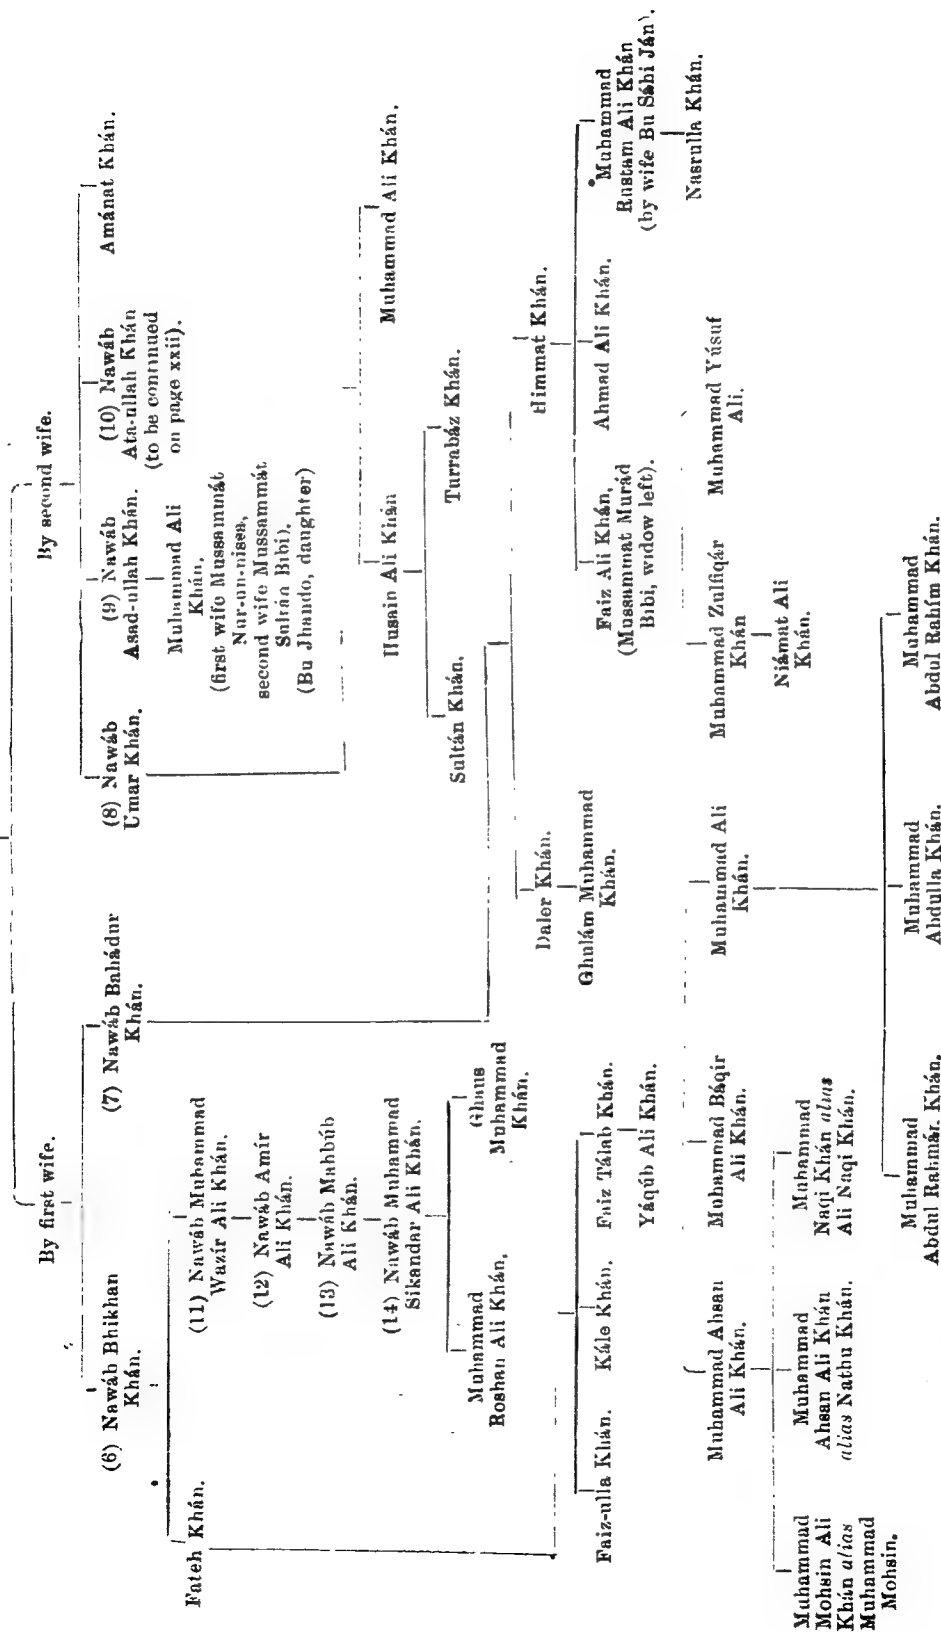 By first wife.
By second wife.
(6) Nawáb Bhikhan
Khán.
(7) Nawáb Bahádur
Khán.
(8) Nawáb
Umar Khán.
(9) Nawáb
Asad-ullah Khán.
(10) Nawáb
Ata-ullah Khán
(to be continued
on page xxii).
Amánat Khán.
Muhammad Ali
Khán,
(first wife Mussammát
Nur-un-nissa,
second wife Mussammát
Sultán Bibi).
(Bu Jhando, daughter)
Fateh Khán.
(11) Nawáb Muhammad
Wazír Ali Khán.
(12) Nawáb Amír
Ali Khán.
(13) Nawáb Mahbúb
Ali Khán.
(14) Nawáb Muhammad
Sikandar Ali Khán.
Husain Ali Khán
Muhammad Ali Khán.
Sultán Khán.
Turrabáz Khán.
Muhammad
Roshan Ali Khán.
Ghaus
Muhammad
Khán.
Daler Khán.
Himmat Khán.
Ghulám Muhammad
Khán.
Faiz-ulla Khán.
Kále Khán.
Faiz Tálab Khán.
Yáqúb Ali Khán.
Faiz Ali Khán,
(Mussammat Murád
Bibi, widow left).
Ahmad Ali Khán.
Muhammad
Rustam Ali Khán
(by wife Bu Sáhi Ján).
Nasrulla Khán.
Muhammad Ahsan
Ali Khán.
Muhammad Báqir
Ali Khán.
Muhammad Ali
Khán.
Muhammad Zulfiqár
Khán
Muhammad Yúsuf
Ali.
Niámat Ali
Khán.
Muhammad
Mohsin Ali
Khán alias
Muhammad
Mohsin.
Muhammad
Ahsan Ali Khán
alias Nathu Khán.
Muhammad
Naqi Khán alias
Ali Naqi Khán.
Muhammad
Abdul Rahmár. Khán.
Muhammad
Abdulla Khán.
Muhammad
Abdul Rahím Khán.